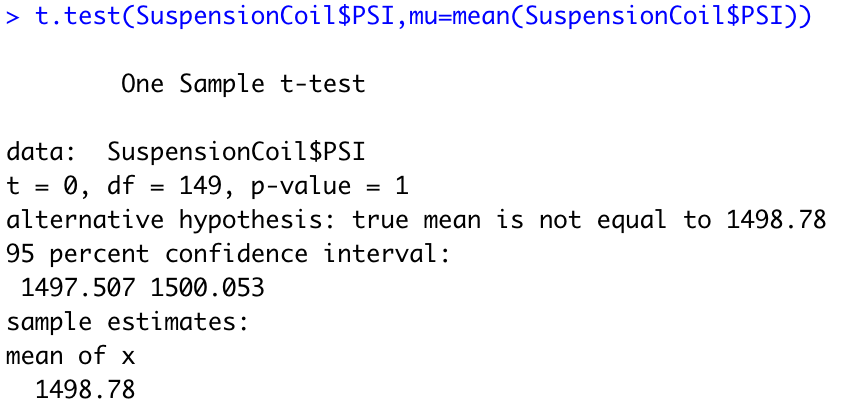 > t.test(SuspensionCoil$PSI,mu=mean(SuspensionCoil$PSI))
One Sample t-test
data:  SuspensionCoil$PSI
t = 0, df = 149, p-value = 1
alternative hypothesis: true mean is not equal to 1498.78
95 percent confidence interval:
 1497.507 1500.053
sample estimates:
mean of x
  1498.78